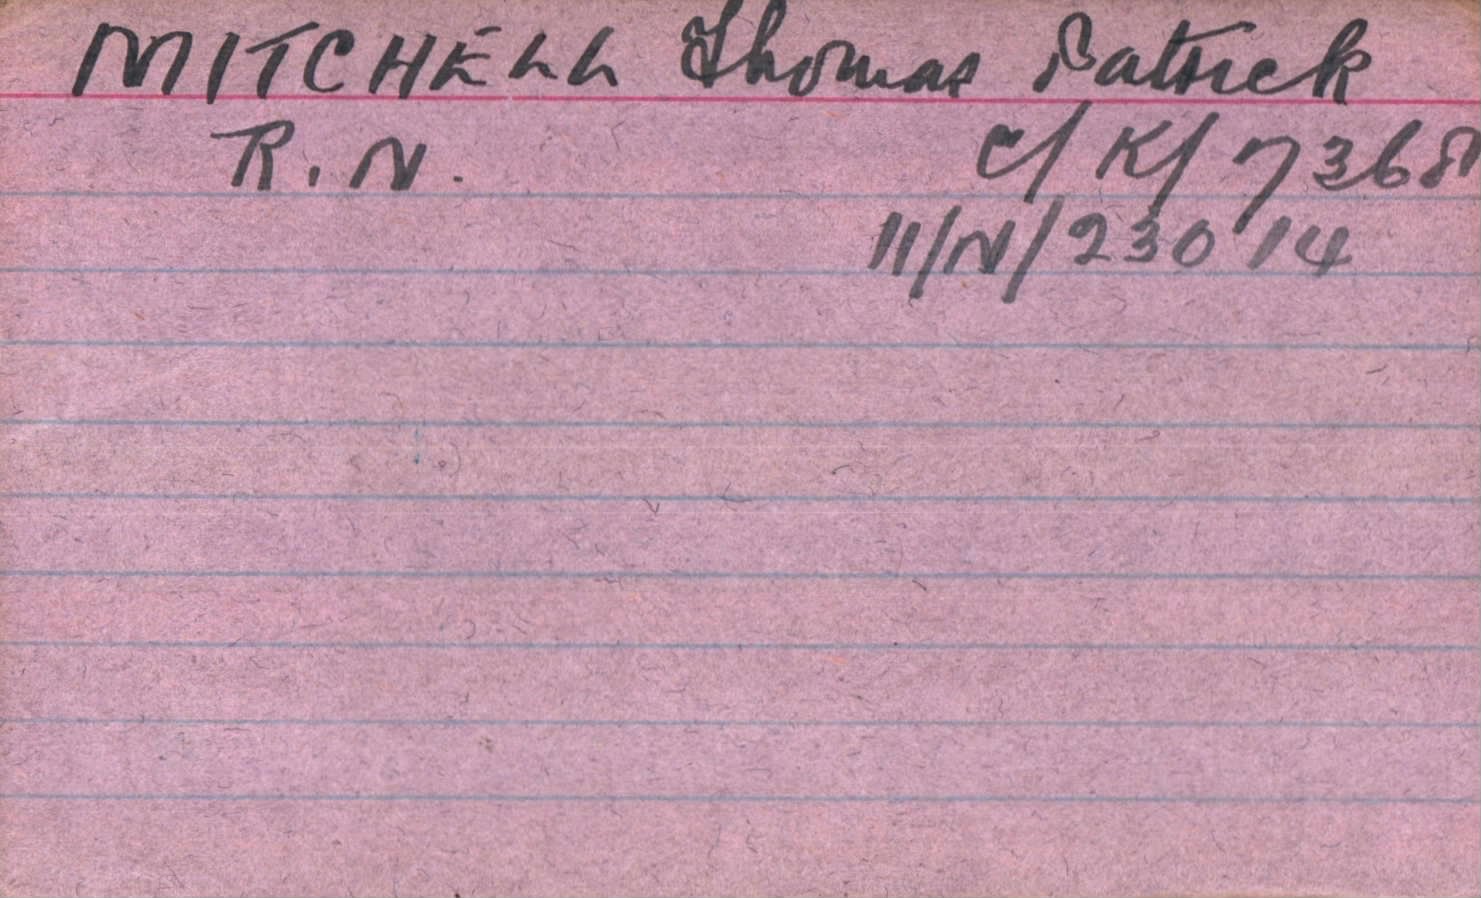 MITCHELL Thomas Patrick
R.N. C/K/7368
11/N/23014